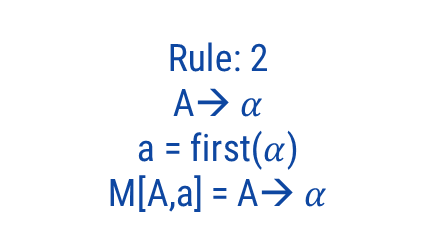 Rule: 2
A→ α
a = first(α)
M[A,a] = A→ α